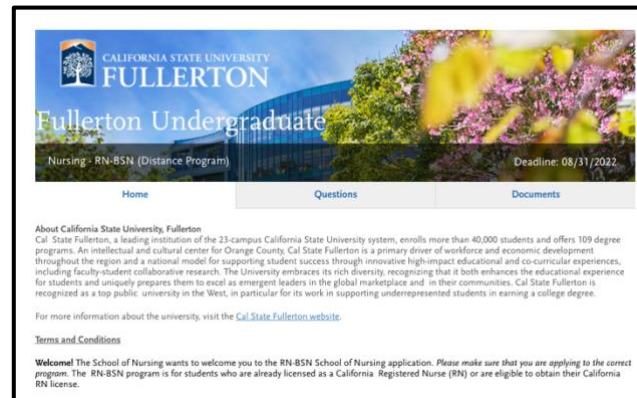 CALIFORNIA STATE UNIVERSITY
FULLERTON
Fullerton Undergraduate
Nursing - RN-BSN (Distance Program)
Deadline: 08/31/2022
Home
Questions
Documents
About California State University, Fullerton
Cal State Fullerton, a leading institution of the 23-campus California State University system, enrolls more than 40,000 students and offers 109 degree
programs. An intellectual and cultural center for Orange County, Cal State Fullerton is a primary driver of workforce and economic development
throughout the region and a national model for supporting student success through innovative high-impact educational and co-curricular experiences,
including faculty-student collaborative research. The University embraces its rich diversity, recognizing that it both enhances the educational experience
for students and uniquely prepares them to excel as emergent leaders in the global marketplace and in their communities. Cal State Fullerton is
recognized as a top public university in the West, in particular for its work in supporting underrepresented students in earning a college degree.
For more information about the university, visit the Cal State Fullerton website.
Terms and Conditions
Welcome! The School of Nursing wants to welcome you to the RN-BSN School of Nursing application. Please make sure that you are applying to the correct
program. The RN-BSN program is for students who are already licensed as a California Registered Nurse (RN) or are eligible to obtain their California
RN license.